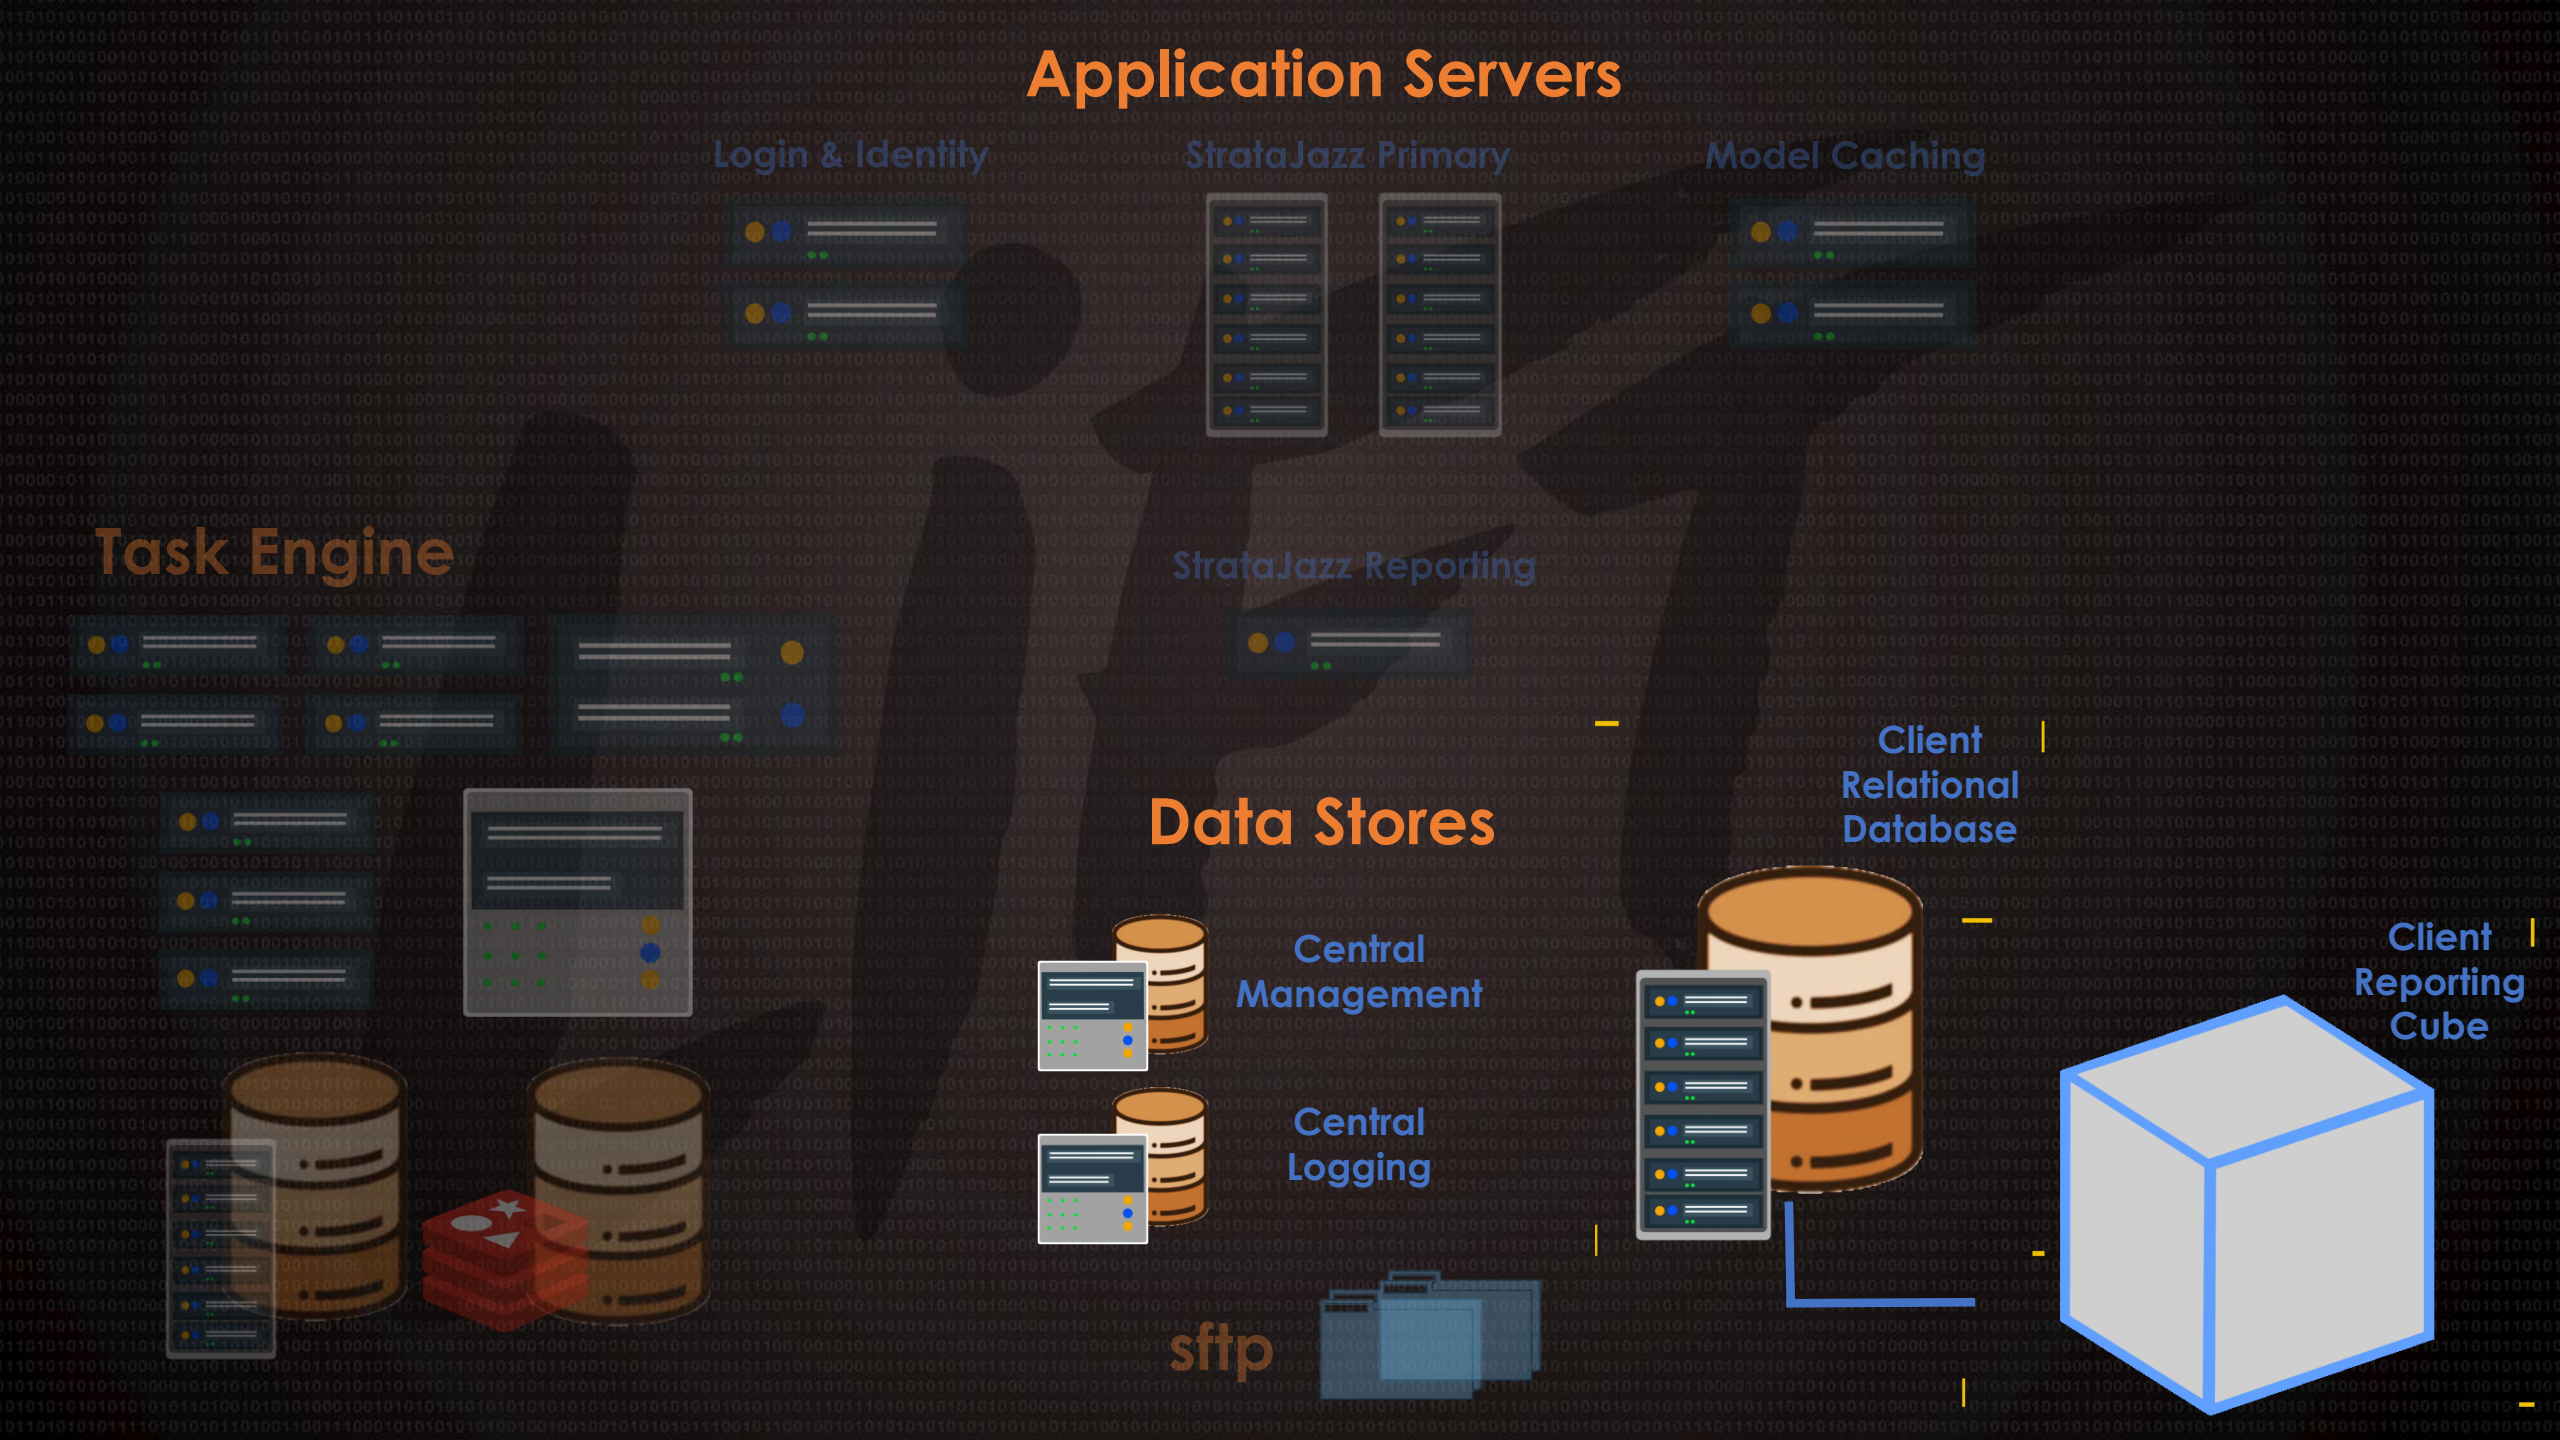 Application Servers
Login & Identity
StrataJazz Primary
Model Caching
Task Engine
StrataJazz Reporting
Client
Relational
Database
Data Stores
Central
Management
Client
Reporting
Cube
Central
Logging
sftp